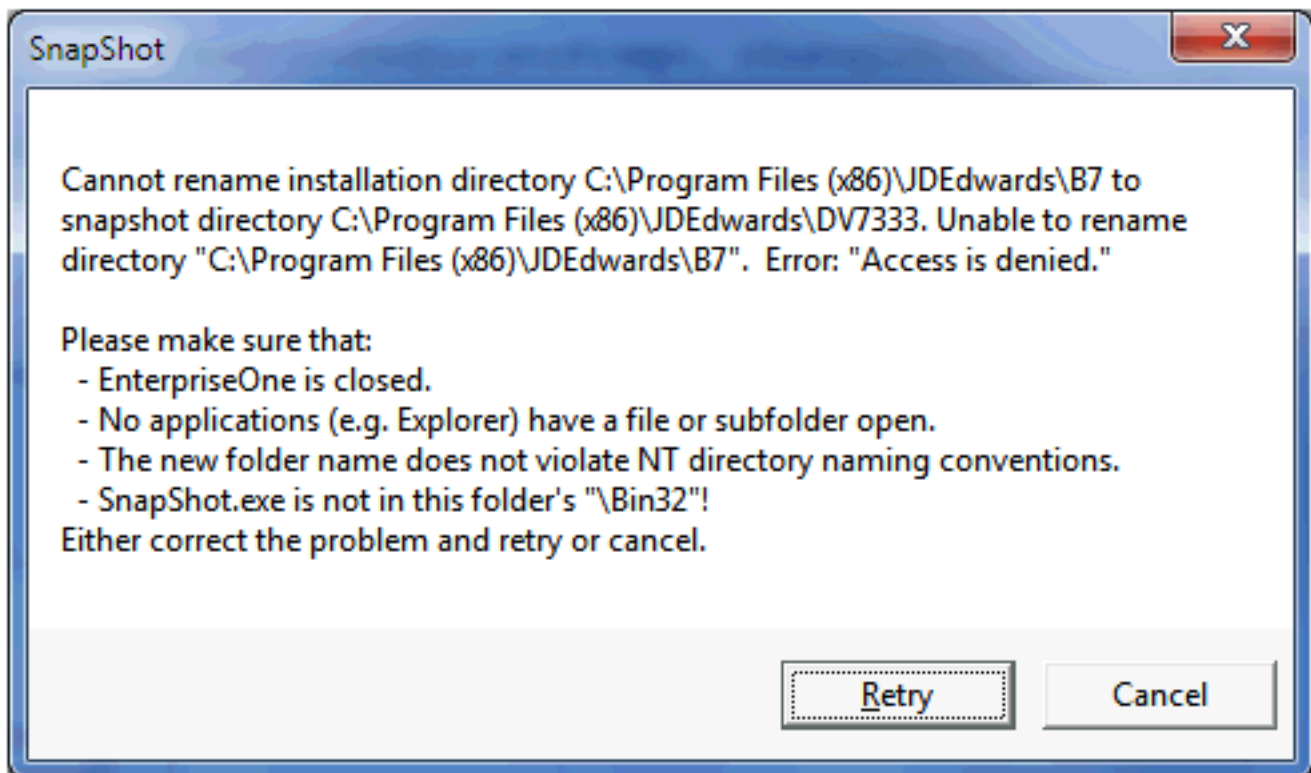 SnapShot
Cannot rename installation directory C:\Program Files (x86)\JDEdwards\B7 to
snapshot directory C:\Program Files (x86)\JDEdwards\DV7333. Unable to rename
directory "C:\Program Files (x86)\JDEdwards\B7".  Error: "Access is denied."
Please make sure that:
- EnterpriseOne is closed.
- No applications (e.g. Explorer) have a file or subfolder open.
- The new folder name does not violate NT directory naming conventions.
- SnapShot.exe is not in this folder's "\Bin32"!
Either correct the problem and retry or cancel.
Retry Cancel